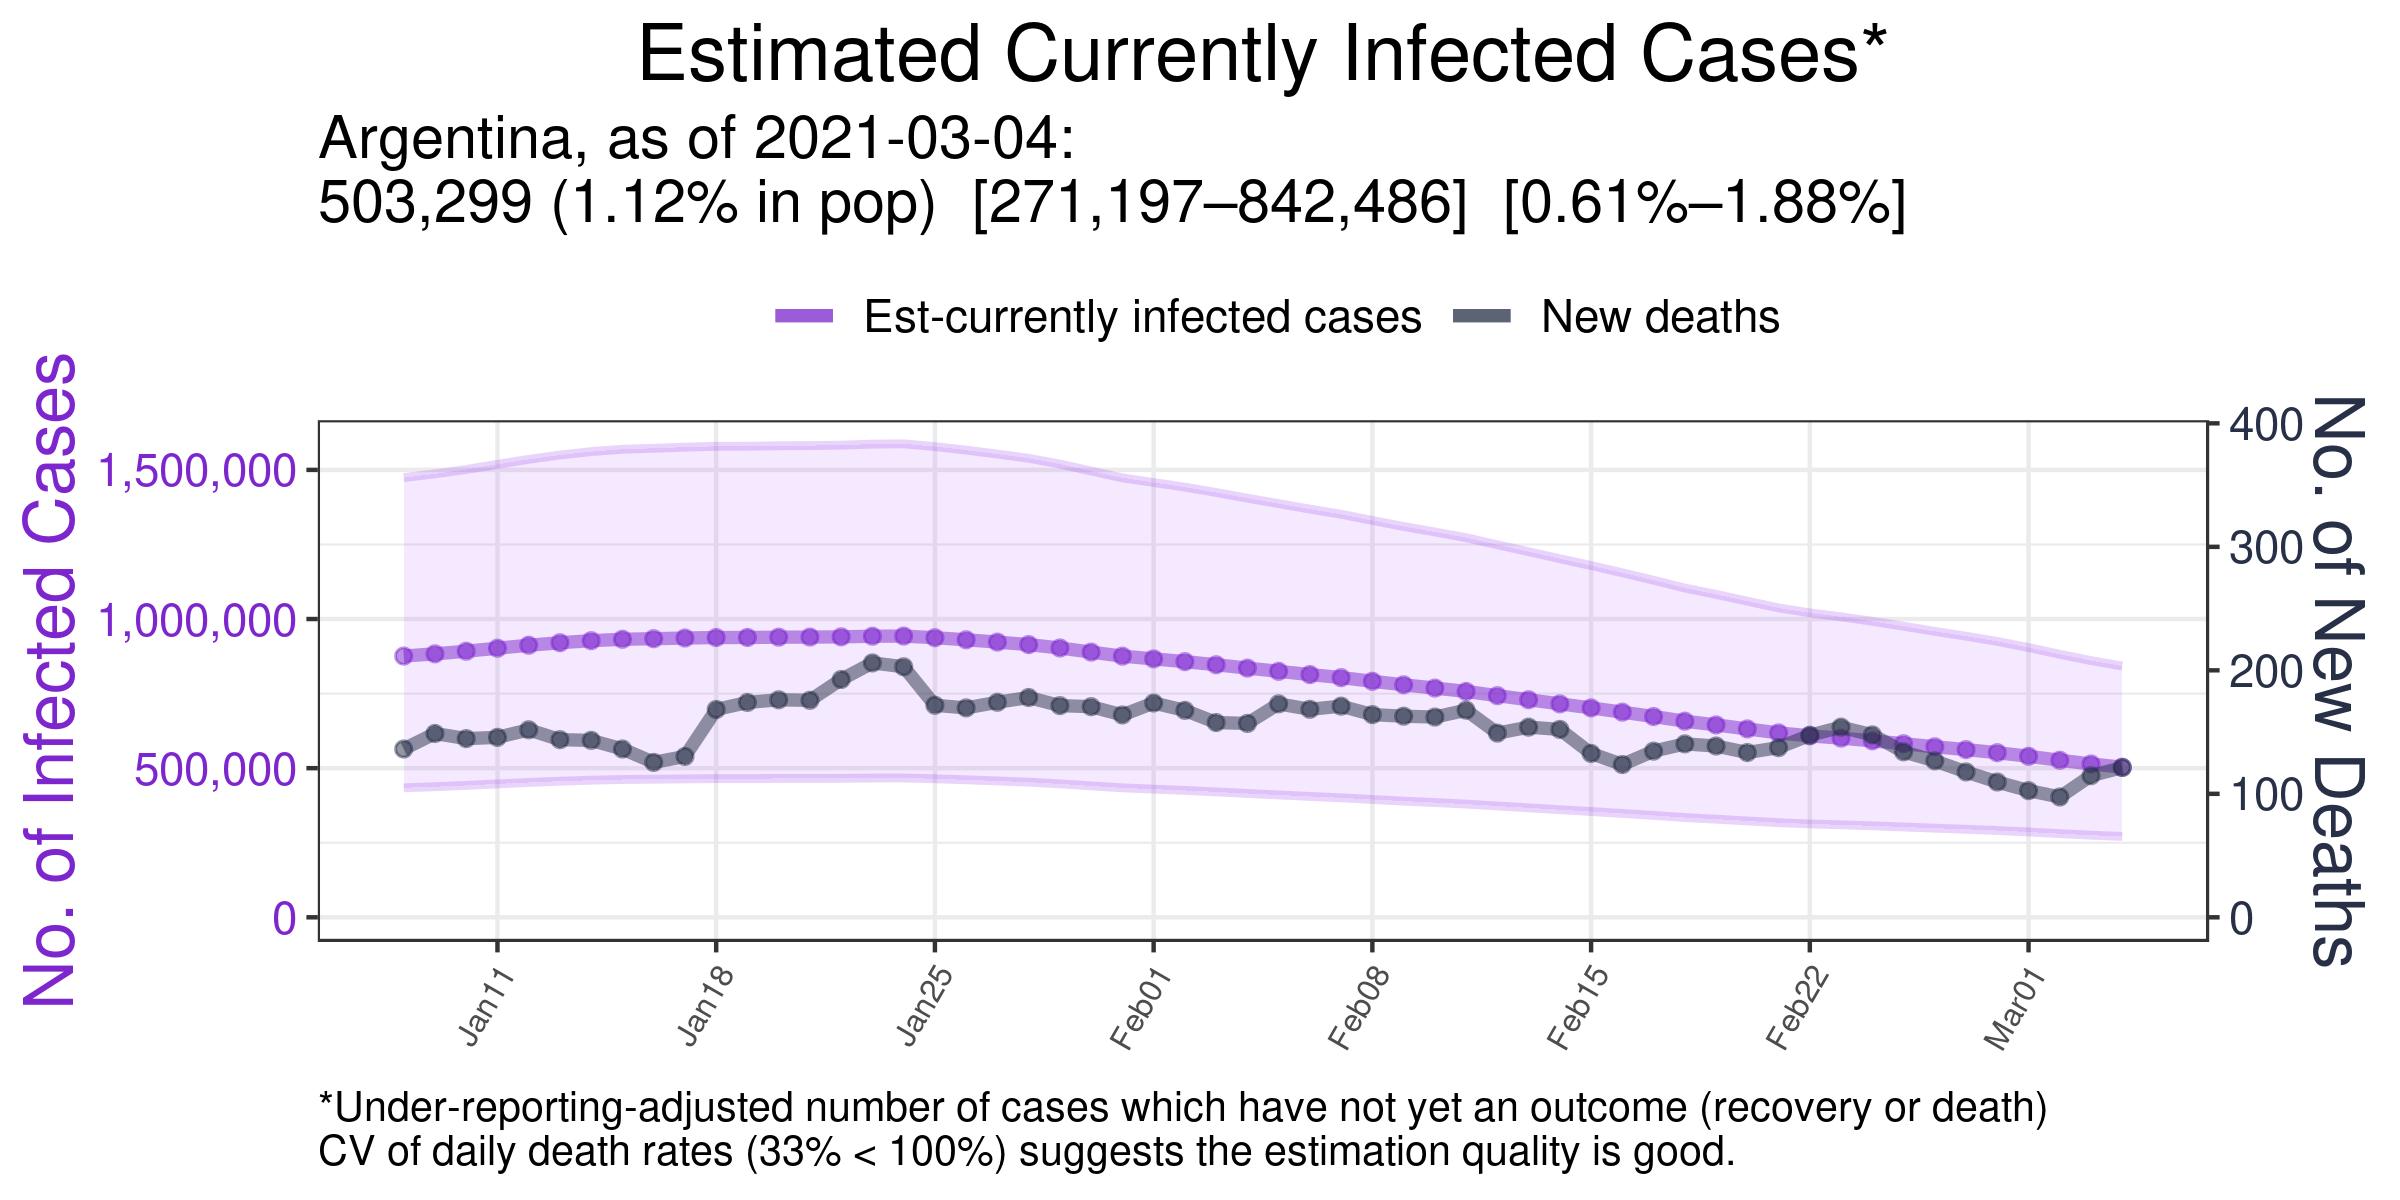 Estimated Currently Infected Cases*
Argentina, as of 2021-03-04:
503,299 (1.12% in pop)  [271,197–842,486]  [0.61%–1.88%]
Est-currently infected cases
New deaths
No. of Infected Cases
1,500,000
1,000,000
500,000
0
400
300
200
100
0
No. of New Deaths
Jan11
Jan18
Jan25
Feb01
Feb08
Feb15
Feb22
Mar01
*Under-reporting-adjusted number of cases which have not yet an outcome (recovery or death)
CV of daily death rates (33% < 100%) suggests the estimation quality is good.